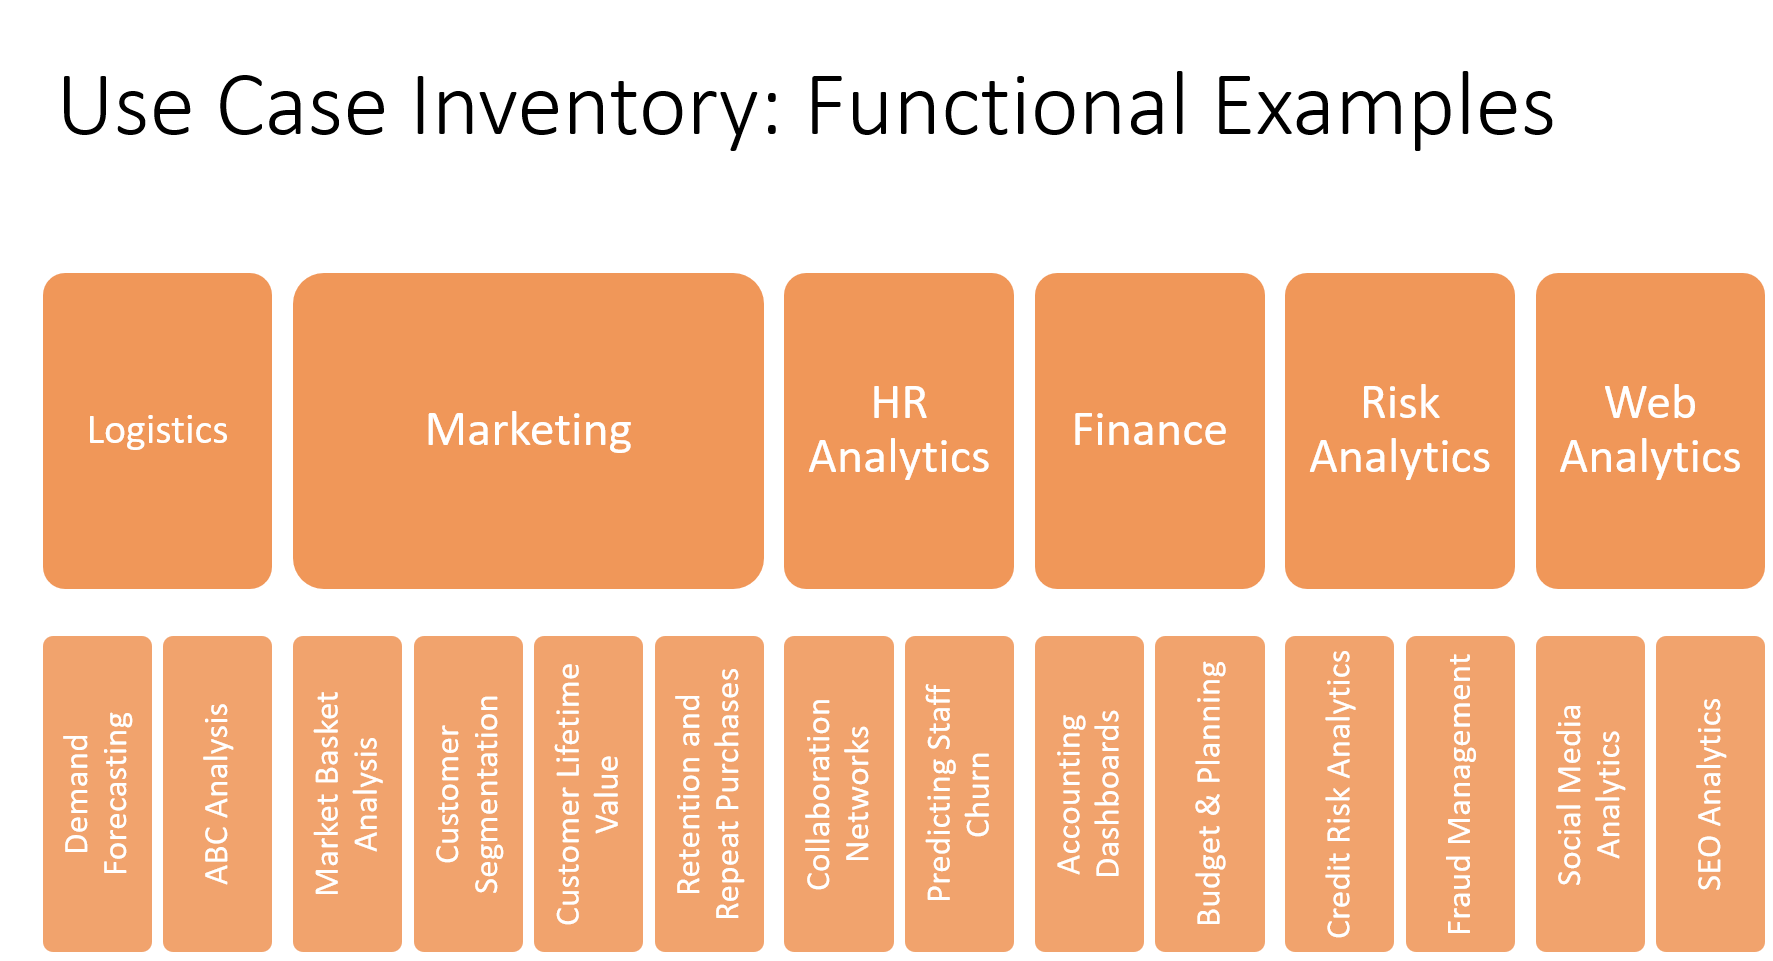 Use Case Inventory: Functional Examples
Logistics
Marketing
HR
Analytics
Finance
Risk
Analytics
Web
Analytics
Demand
Forecasting
ABC Analysis
Market Basket
Analysis
Customer
Segmentation
Customer Lifetime
Value
Retention and
Repeat Purchases
Collaboration
Networks
Predicting Staff
Churn
Accounting
Dashboards
Budget & Planning
Credit Risk Analytics
Fraud Management
Social Media
Analytics
SEO Analytics